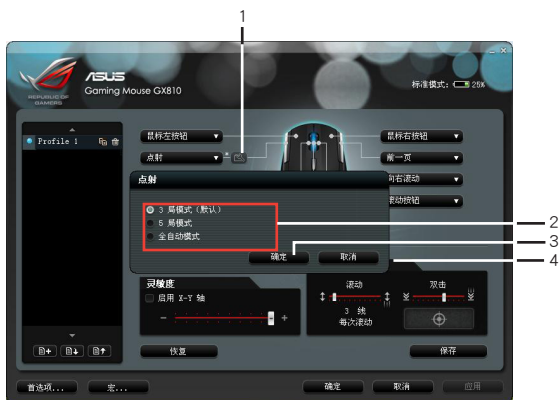 1
ASUS
Gaming Mouse GX810
REPUBLIC OF
GAMERS
标准模式: 25%
Profile 1
鼠标左按钮
鼠标右按钮
点射
前一页
向右滚动
滚动按钮
点射
3 局模式 (默认)
5 局模式
全自动模式
确定
取消
2
3
4
灵敏度
启用 X-Y 轴
- +
滚动
双击
3 线
每次滚动
恢复
保存
首选项...
宏...
确定
取消
应用